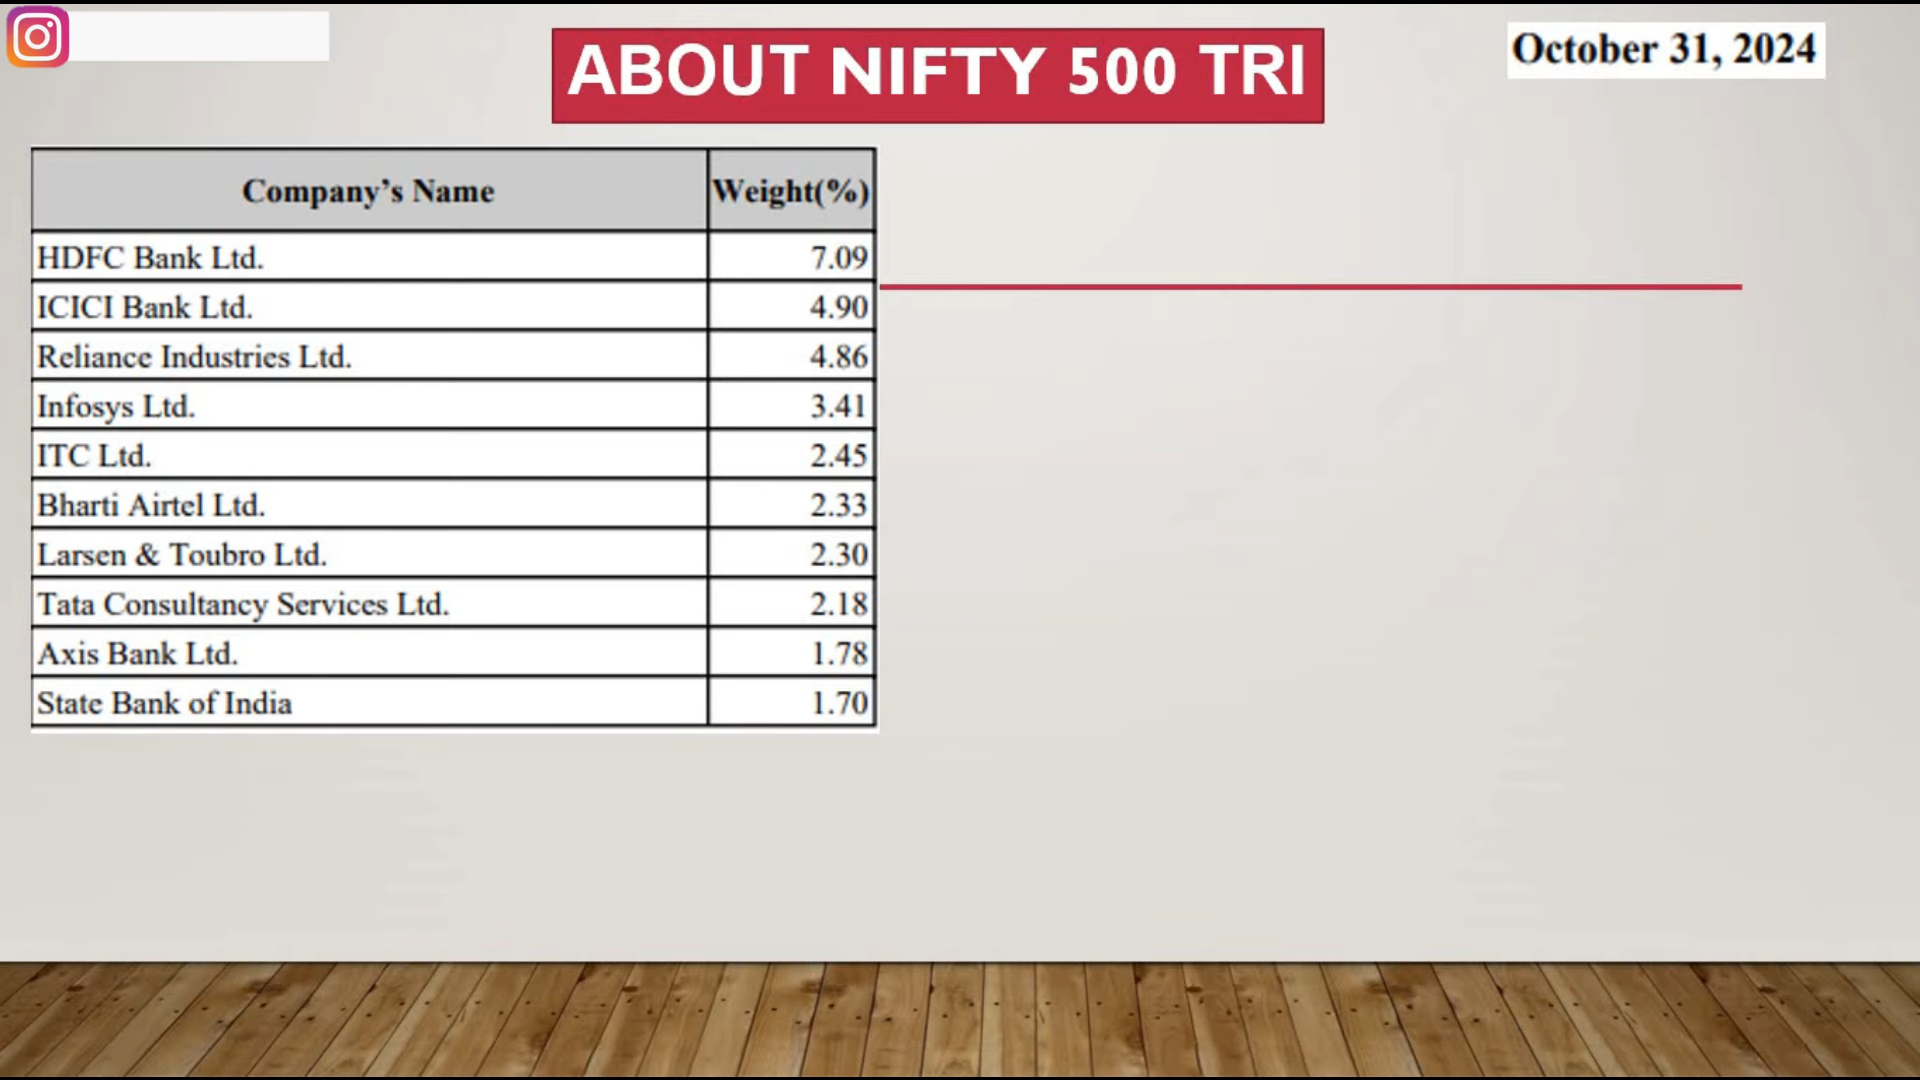 ABOUT NIFTY 500 TRI
October 31, 2024
Company’s Name Weight(%)
HDFC Bank Ltd. 7.09
ICICI Bank Ltd. 4.90
Reliance Industries Ltd. 4.86
Infosys Ltd. 3.41
ITC Ltd. 2.45
Bharti Airtel Ltd. 2.33
Larsen & Toubro Ltd. 2.30
Tata Consultancy Services Ltd. 2.18
Axis Bank Ltd. 1.78
State Bank of India 1.70